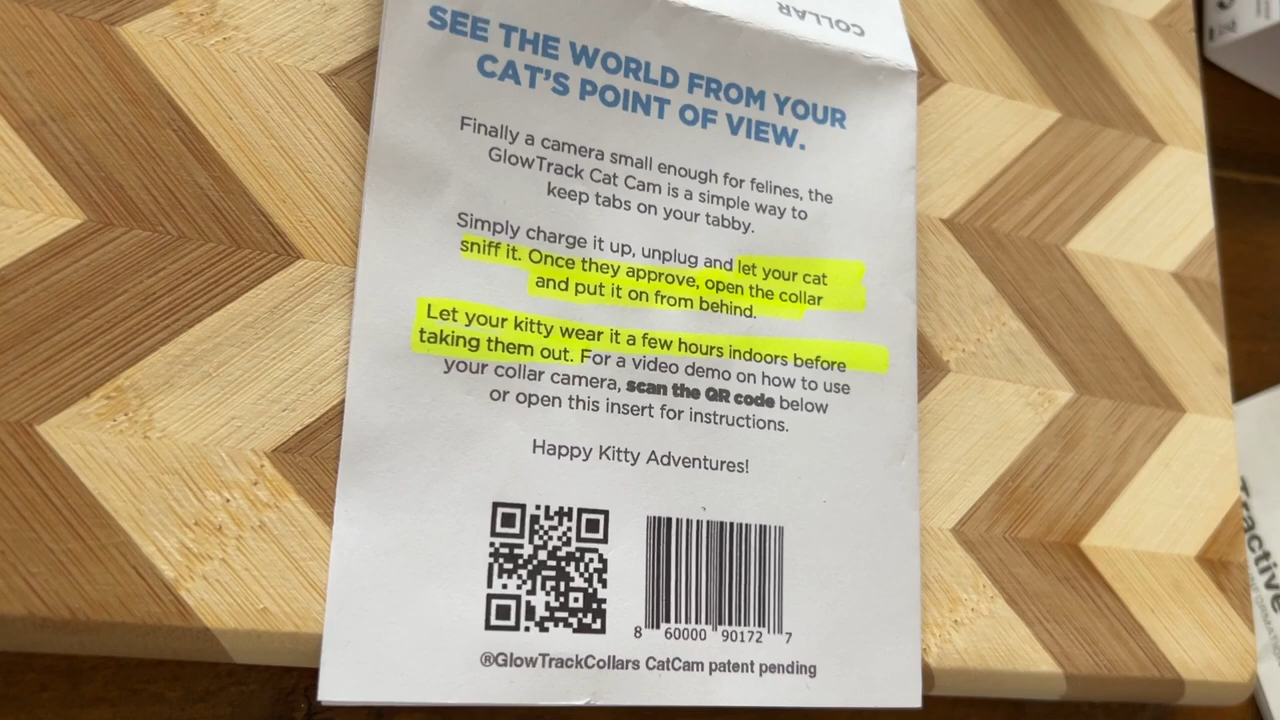 COLLAR
SEE THE WORLD FROM YOUR
CAT'S POINT OF VIEW.
Finally a camera small enough for felines, the
GlowTrack Cat Cam is a simple way to
keep tabs on your tabby.
Simply charge it up, unplug and let your cat
sniff it. Once they approve, open the collar
and put it on from behind.
Let your kitty wear it a few hours indoors before
taking them out. For a video demo on how to use
your collar camera, scan the QR code below
or open this insert for instructions.
Happy Kitty Adventures!
8 60000 90172 7
®GlowTrackCollars CatCam patent pending
Tractive